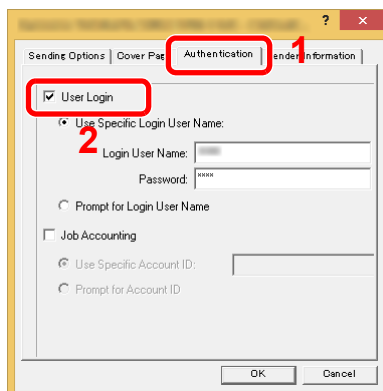 ? ×
Sending Options Cover Pag Authentication ender Information
1
User Login
Use Specific Login User Name:
2
Login User Name:
Password: ****
Prompt for Login User Name
Job Accounting
Use Specific Account ID:
Prompt for Account ID
OK Cancel